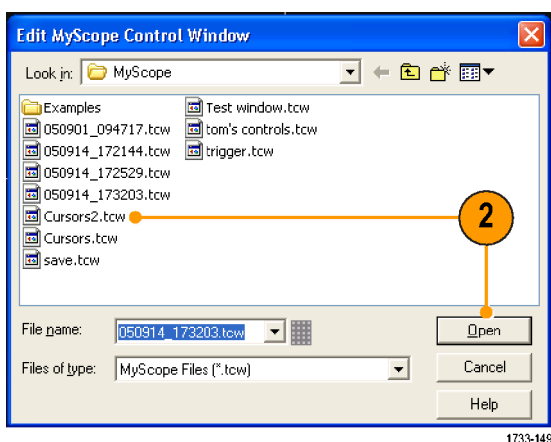 Edit MyScope Control Window
Look in: MyScope
Examples
050901_094717.tcw
050914_172144.tcw
050914_172529.tcw
050914_173203.tcw
Cursors2.tcw
Cursors.tcw
save.tcw
Test window.tcw
tom's controls.tcw
trigger.tcw
2
File name: 050914_173203.tcw Open
Files of type: MyScope Files (*.tcw) Cancel
Help
1733-149